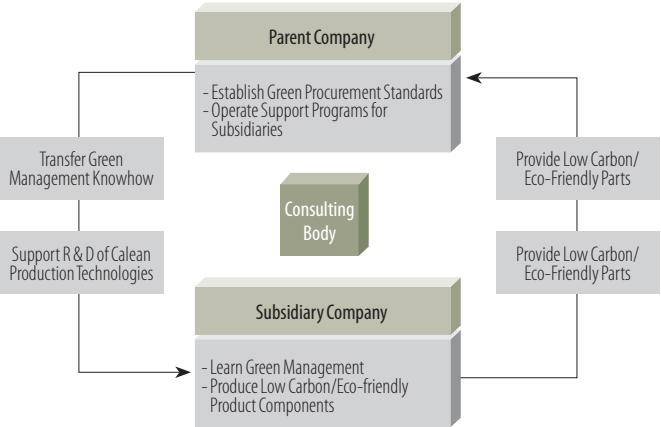 Parent Company
- Establish Green Procurement Standards
- Operate Support Programs for
Subsidiaries
Transfer Green
Management Knowhow
Support R & D of Calean
Production Technologies
Consulting
Body
Provide Low Carbon/
Eco-Friendly Parts
Provide Low Carbon/
Eco-Friendly Parts
Subsidiary Company
- Learn Green Management
- Produce Low Carbon/Eco-friendly
Product Components